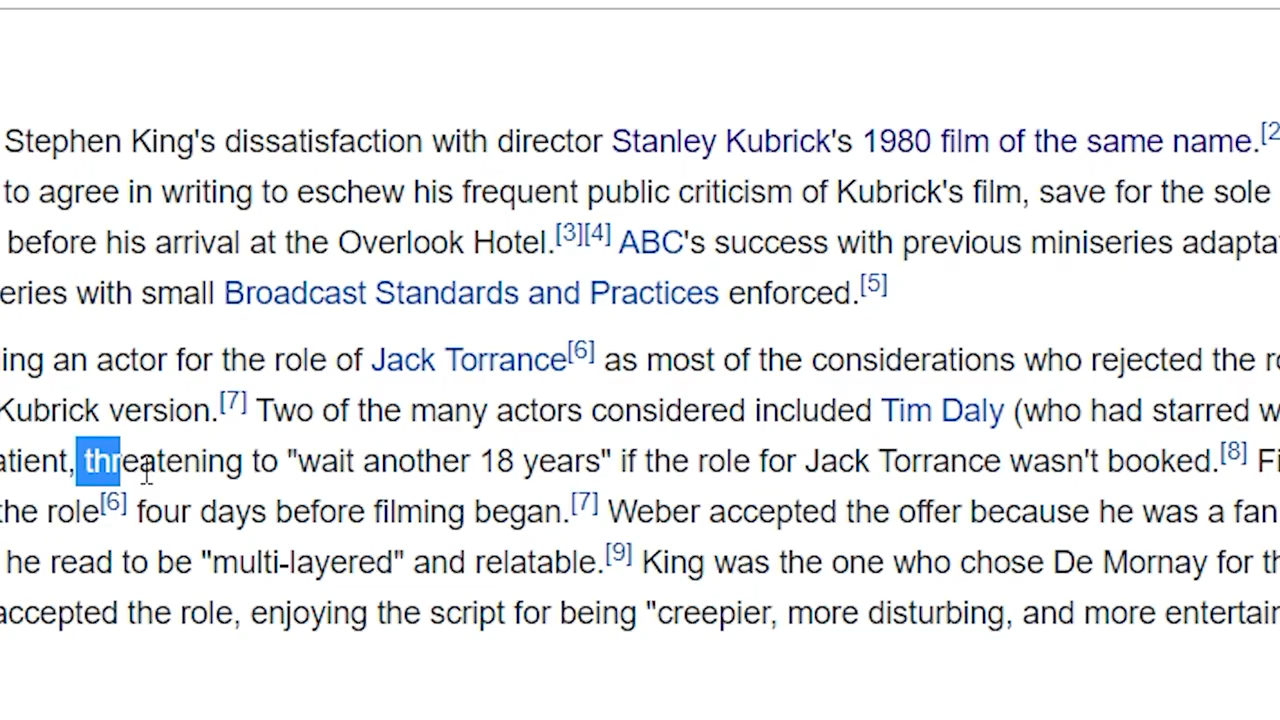 Stephen King's dissatisfaction with director Stanley Kubrick's 1980 film of the same name.[2
to agree in writing to eschew his frequent public criticism of Kubrick's film, save for the sole
before his arrival at the Overlook Hotel.[3][4] ABC's success with previous miniseries adapta
eries with small Broadcast Standards and Practices enforced.[5]
ing an actor for the role of Jack Torrance[6] as most of the considerations who rejected the r
Kubrick version.[7] Two of the many actors considered included Tim Daly (who had starred w
atient, threatening to "wait another 18 years" if the role for Jack Torrance wasn't booked.[8] Fi
the role[6] four days before filming began.[7] Weber accepted the offer because he was a fan
he read to be "multi-layered" and relatable.[9] King was the one who chose De Mornay for th
accepted the role, enjoying the script for being "creepier, more disturbing, and more entertain